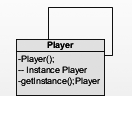 Player
-Player();
-- Instance Player
-getInstance();Player